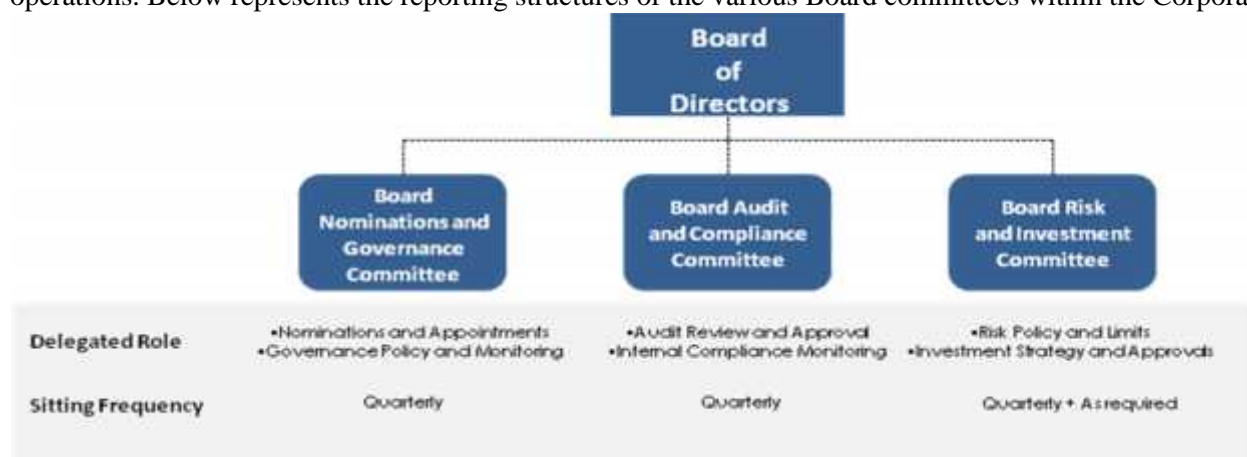 operations. Below represents the reporting structures of the various Board committees within the Corpora
Board
of
Directors
Board
Nominations and
Governance
Committee
Board Audit
and Compliance
Committee
Board Risk
and Investment
Committee
Delegated Role
•Nominations and Appointments
•Governance Policy and Monitoring
•Audit Review and Approval
•Internal Compliance Monitoring
•Risk Policy and Limits
•Investment Strategy and Approvals
Sitting Frequency
Quarterly
Quarterly
Quarterly + As required